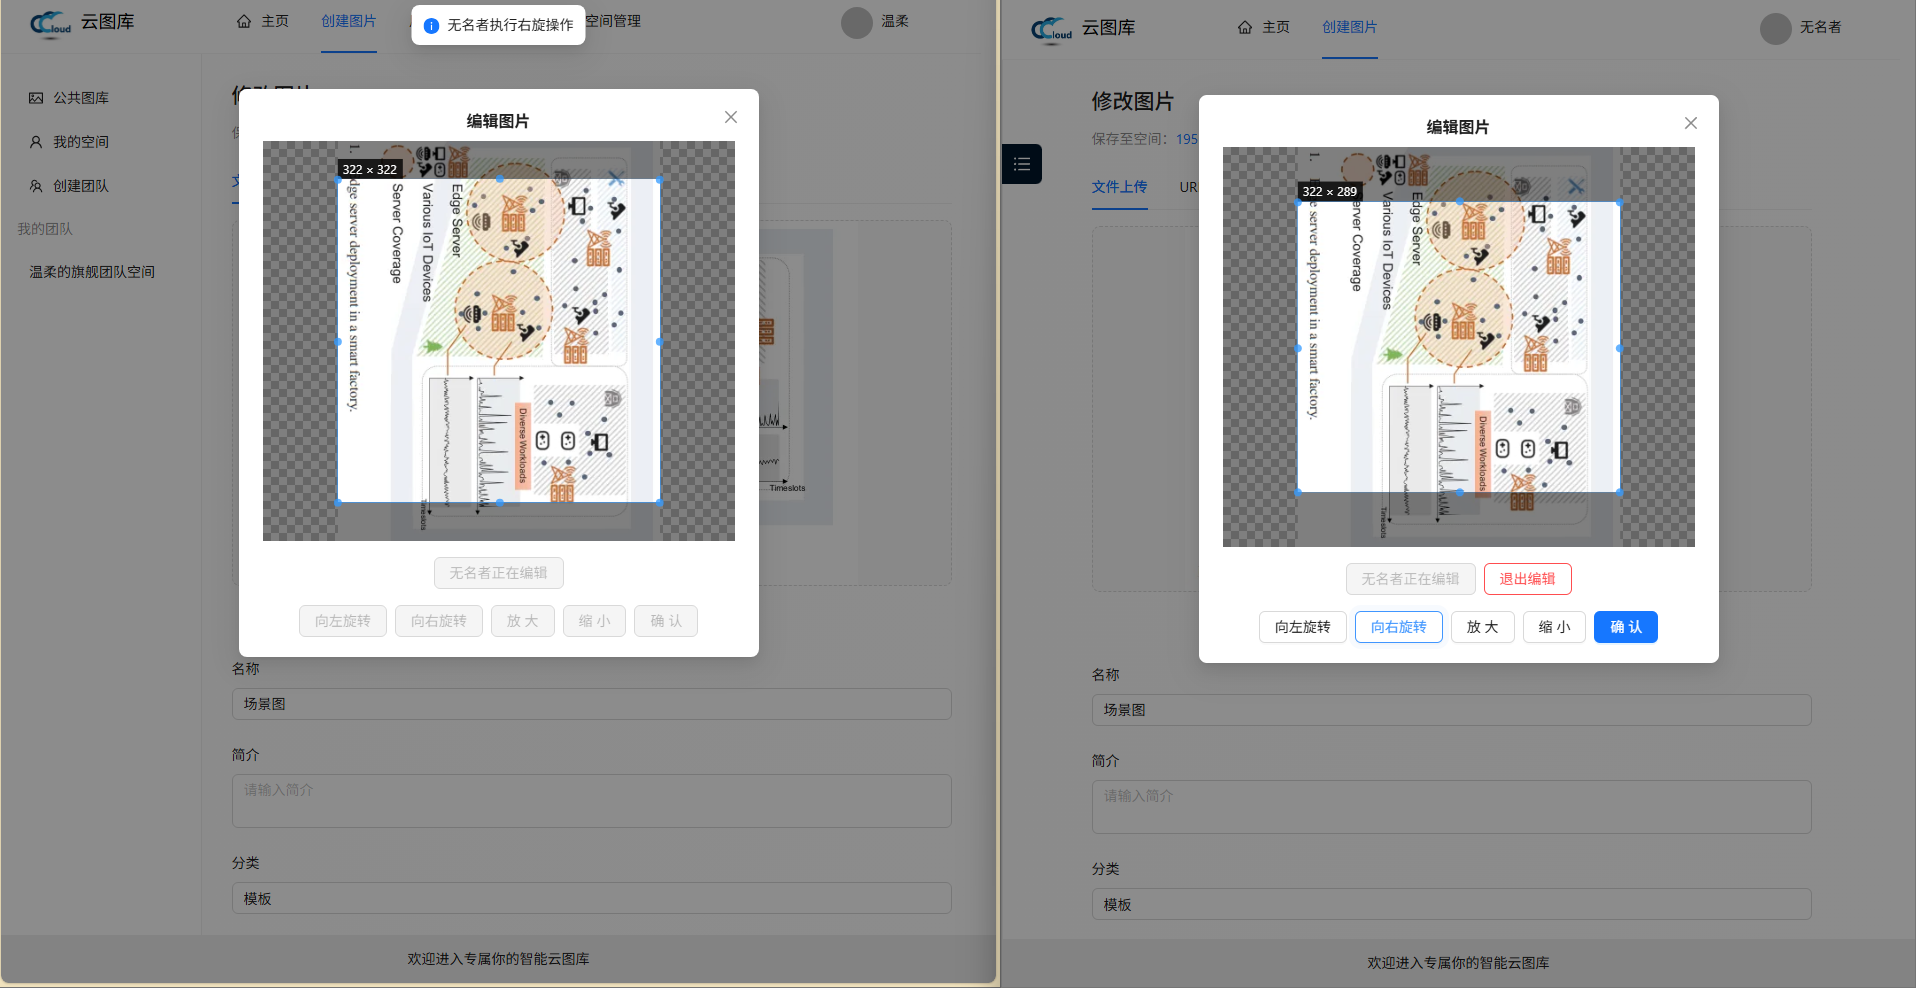 Cloud
云图库
主页
创建图片
空间管理
温柔
无名者执行右旋操作
公共图库
我的空间
创建团队
我的团队
温柔的旗舰团队空间
编辑图片
322 × 322
Edge Server
Various IoT Devices
Server Coverage
1.
dge server deployment in a smart factory.
Diverse Workloads
Timeslots
Timeslots
无名者正在编辑
向左旋转
向右旋转
放 大
缩 小
确 认
名称
场景图
简介
请输入简介
分类
模板
欢迎进入专属你的智能云图库
Cloud
云图库
主页
创建图片
无名者
修改图片
保存至空间：195
文件上传
UR
编辑图片
322 × 289
Edge Server
Various IoT Devices
erver Coverage
1.
e server deployment in a smart factory.
Diverse Workloads
Timeslots
无名者正在编辑
退出编辑
向左旋转
向右旋转
放 大
缩 小
确 认
名称
场景图
简介
请输入简介
分类
模板
欢迎进入专属你的智能云图库